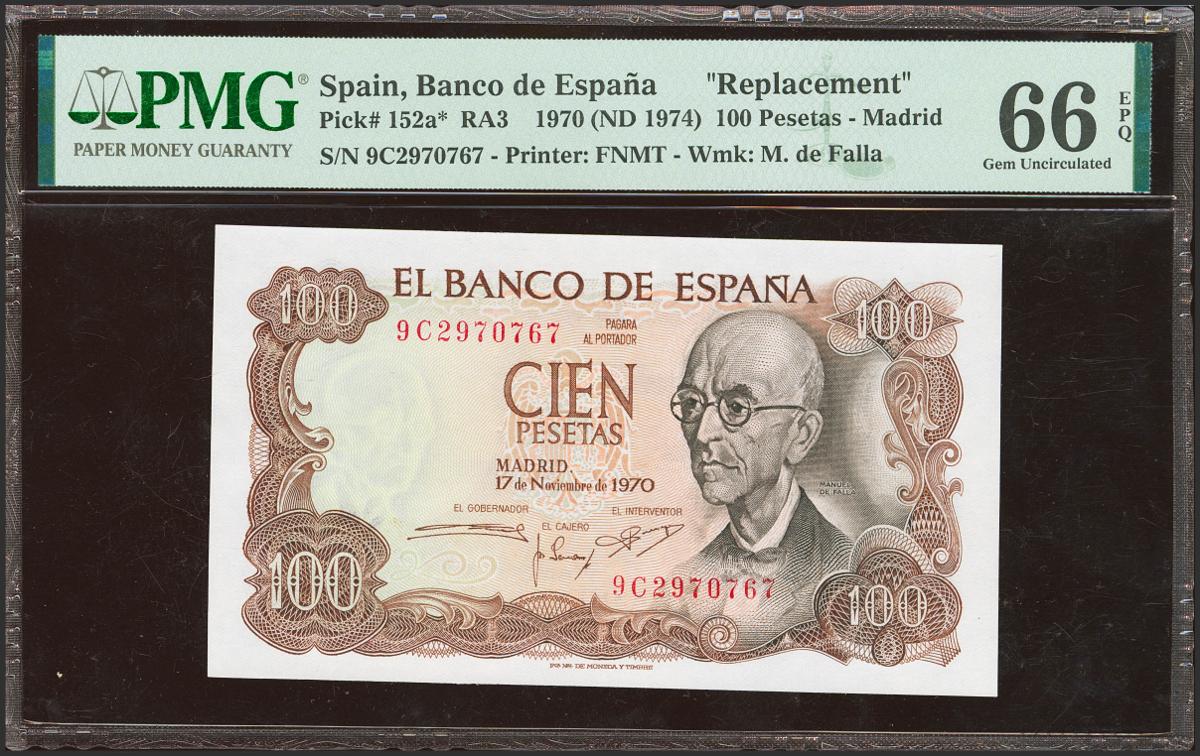 PMG®
PAPER MONEY GUARANTY
Spain, Banco de España "Replacement"
Pick# 152a* RA3 1970 (ND 1974) 100 Pesetas - Madrid
S/N 9C2970767 - Printer: FNMT - Wmk: M. de Falla
66
EPQ
Gem Uncirculated
100
EL BANCO DE ESPAÑA
100
9C2970767
PAGARA
AL PORTADOR
CIEN
PESETAS
MADRID.
17 de Noviembre de 1970
MANUEL
DE FALLA
EL GOBERNADOR
EL CAJERO
EL INTERVENTOR
9C2970767
100
100
DE MONEDA Y TIMBRE